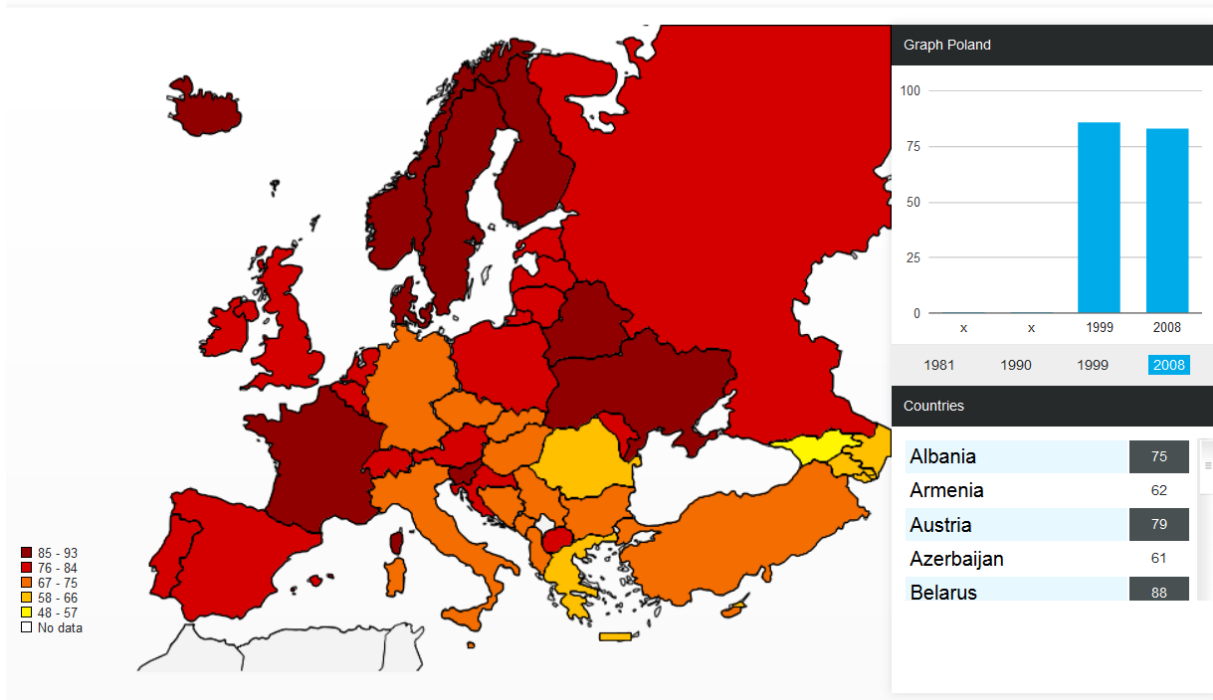 Graph Poland
100
75
50
25
0
x x 1999 2008
1981 1990 1999 2008
Countries
Albania 75
Armenia 62
Austria 79
Azerbaijan 61
Belarus 88
85 - 93
76 - 84
67 - 75
58 - 66
48 - 57
No data